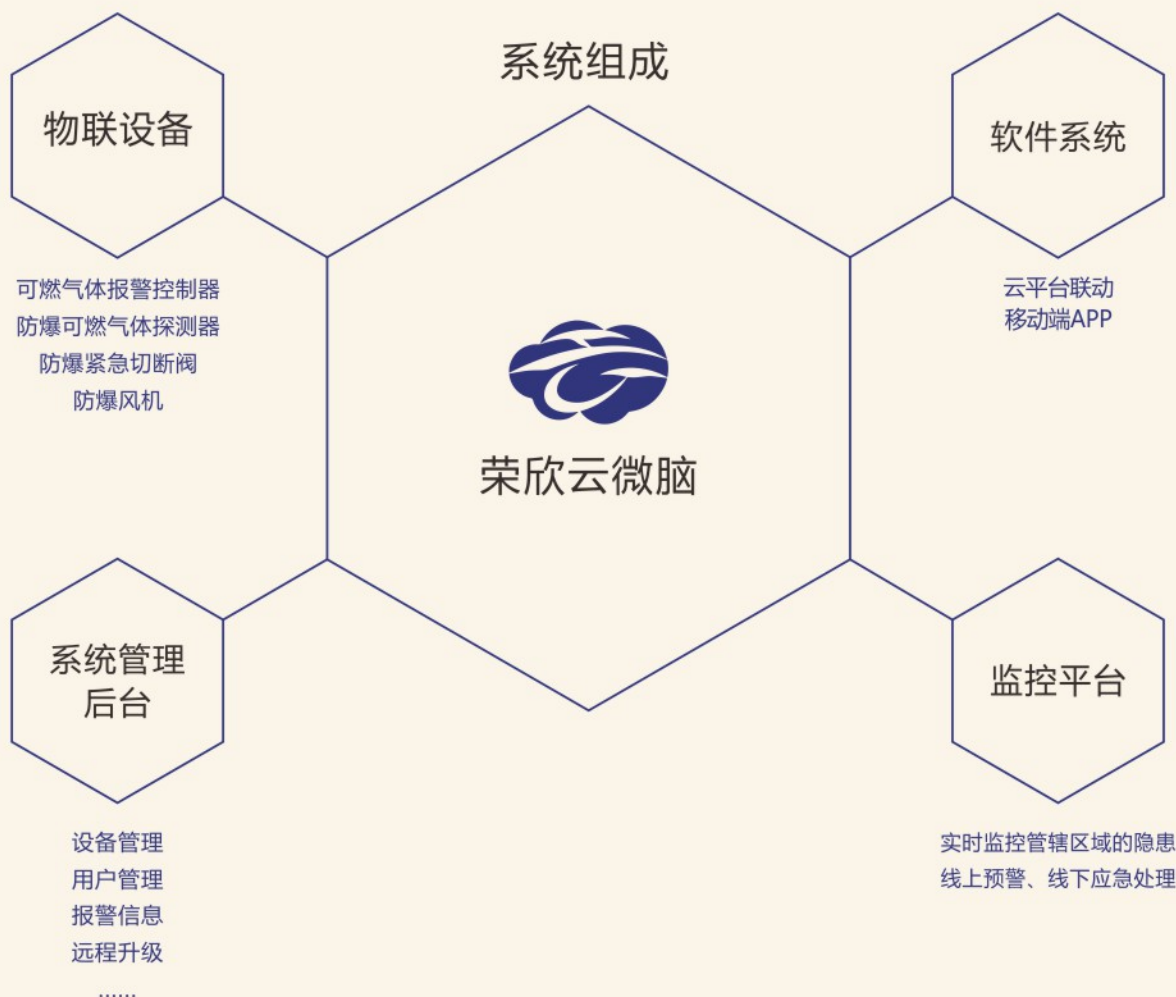 系统组成
物联设备
可燃气体报警控制器
防爆可燃气体探测器
防爆紧急切断阀
防爆风机
软件系统
云平台联动
移动端APP
荣欣云微脑
系统管理
后台
设备管理
用户管理
报警信息
远程升级
......
监控平台
实时监控管辖区域的隐患
线上预警、线下应急处理